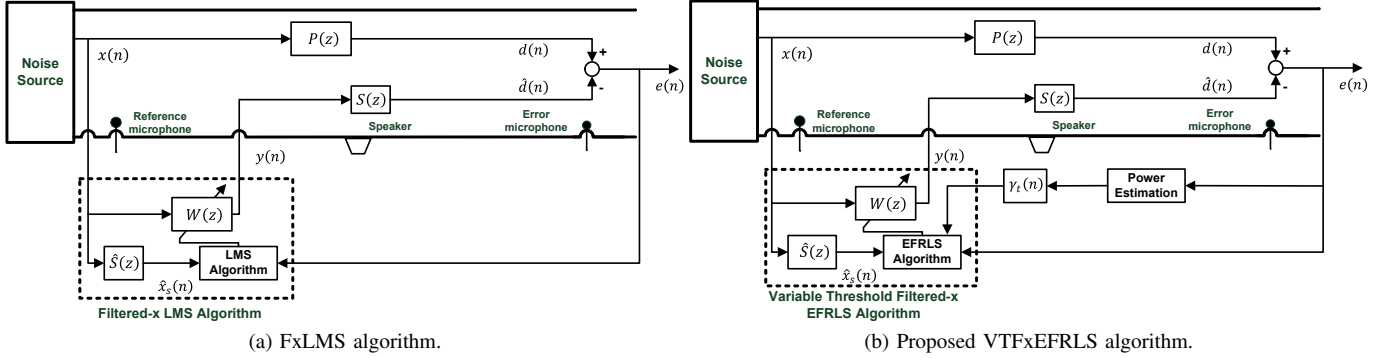 Noise
Source
x(n)
P(z)
d(n)
+
-
e(n)
d̂(n)
S(z)
Reference
microphone
Speaker
Error
microphone
y(n)
W(z)
Ŝ(z)
LMS
Algorithm
x̂ₛ(n)
Filtered-x LMS Algorithm
(a) FxLMS algorithm.
Noise
Source
x(n)
P(z)
d(n)
+
-
e(n)
d̂(n)
S(z)
Reference
microphone
Speaker
Error
microphone
y(n)
γₜ(n)
Power
Estimation
W(z)
Ŝ(z)
EFRLS
Algorithm
x̂ₛ(n)
Variable Threshold Filtered-x
EFRLS Algorithm
(b) Proposed VTFxEFRLS algorithm.